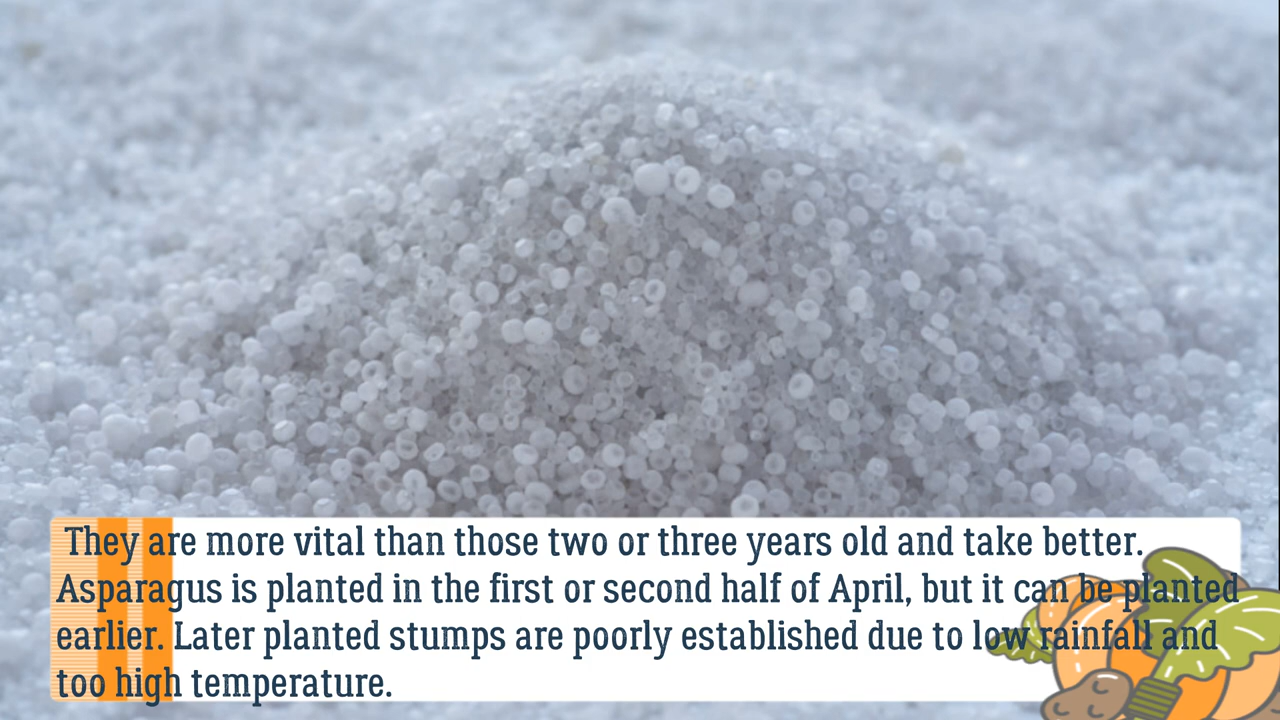 They are more vital than those two or three years old and take better.
Asparagus is planted in the first or second half of April, but it can be planted
earlier. Later planted stumps are poorly established due to low rainfall and
too high temperature.